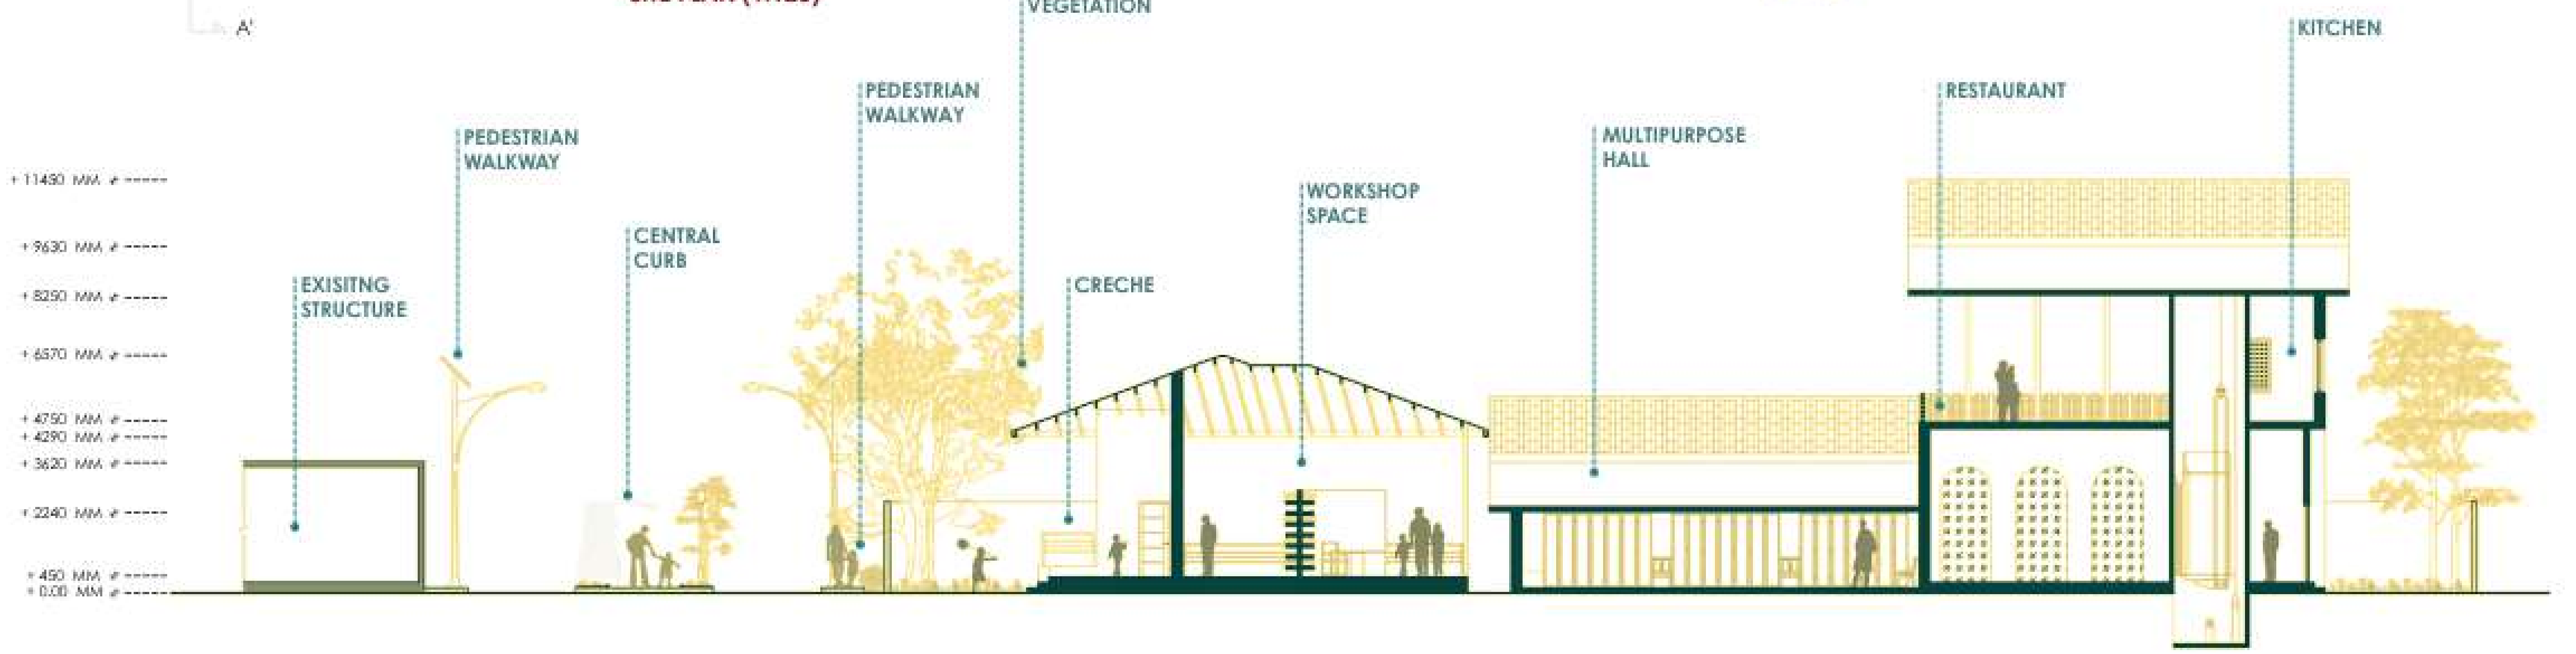 VEGETATION
A'
KITCHEN
PEDESTRIAN
WALKWAY
RESTAURANT
PEDESTRIAN
WALKWAY
MULTIPURPOSE
HALL
+ 11430 MM
WORKSHOP
SPACE
CENTRAL
CURB
+ 9630 MM
EXISITNG
STRUCTURE
CRECHE
+ 8250 MM
+ 6570 MM
+ 4750 MM
+ 4290 MM
+ 3620 MM
+ 2240 MM
+ 450 MM
+ 0.00 MM